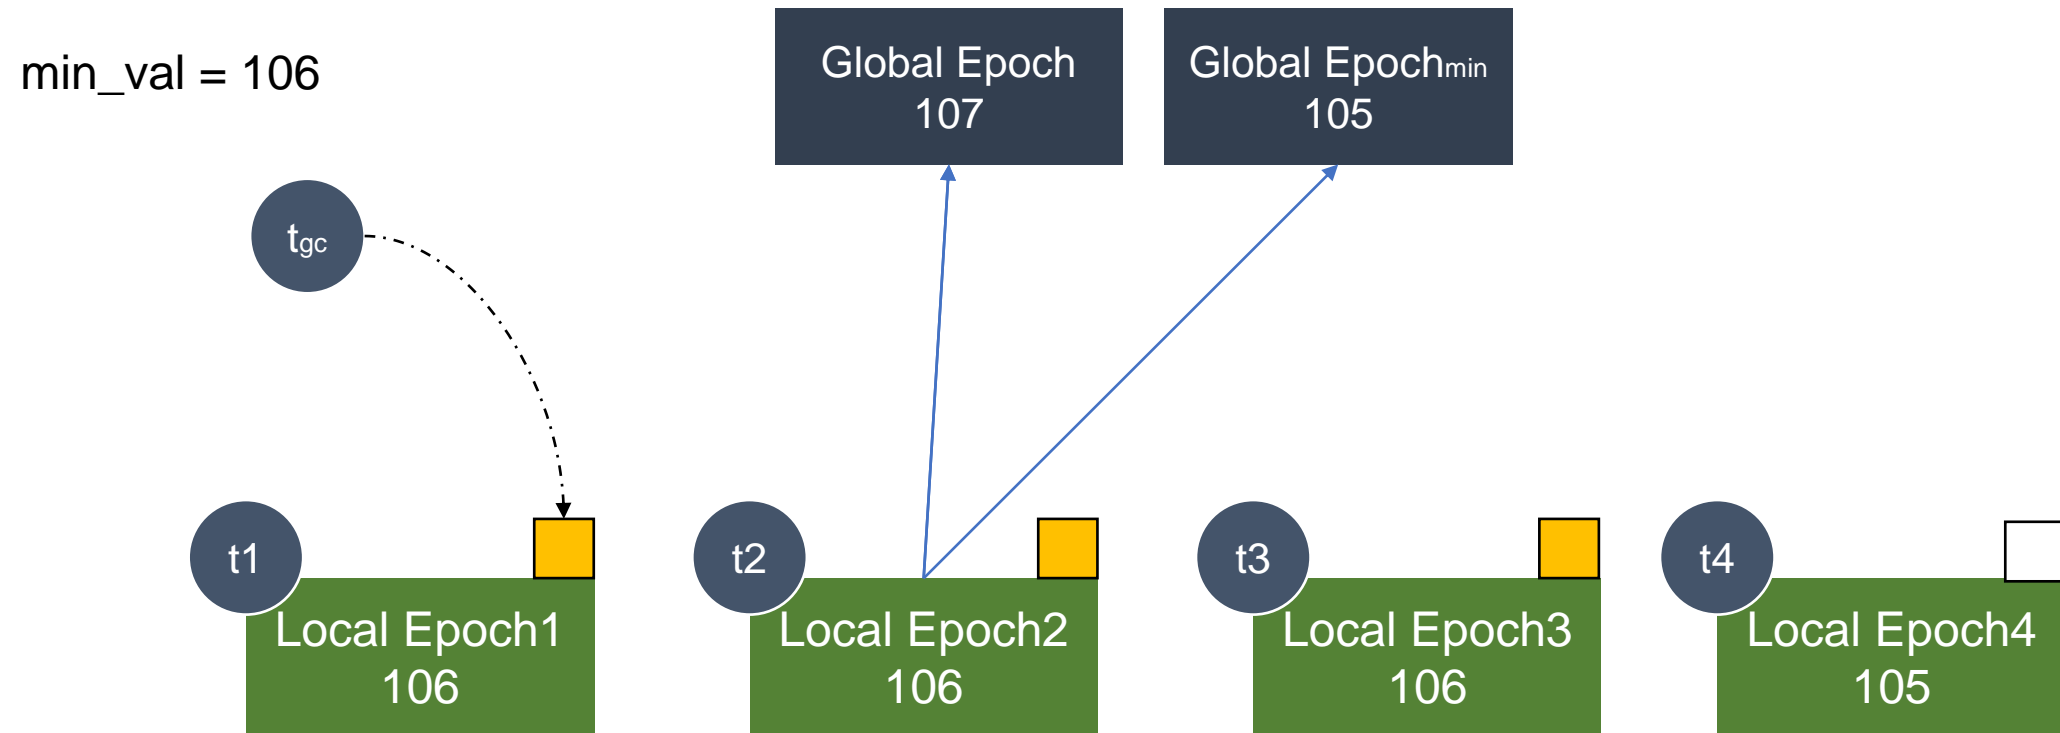 min_val = 106
Global Epoch
107
Global Epochmin
105
tgc
t1
t2
t3
t4
Local Epoch1
106
Local Epoch2
106
Local Epoch3
106
Local Epoch4
105